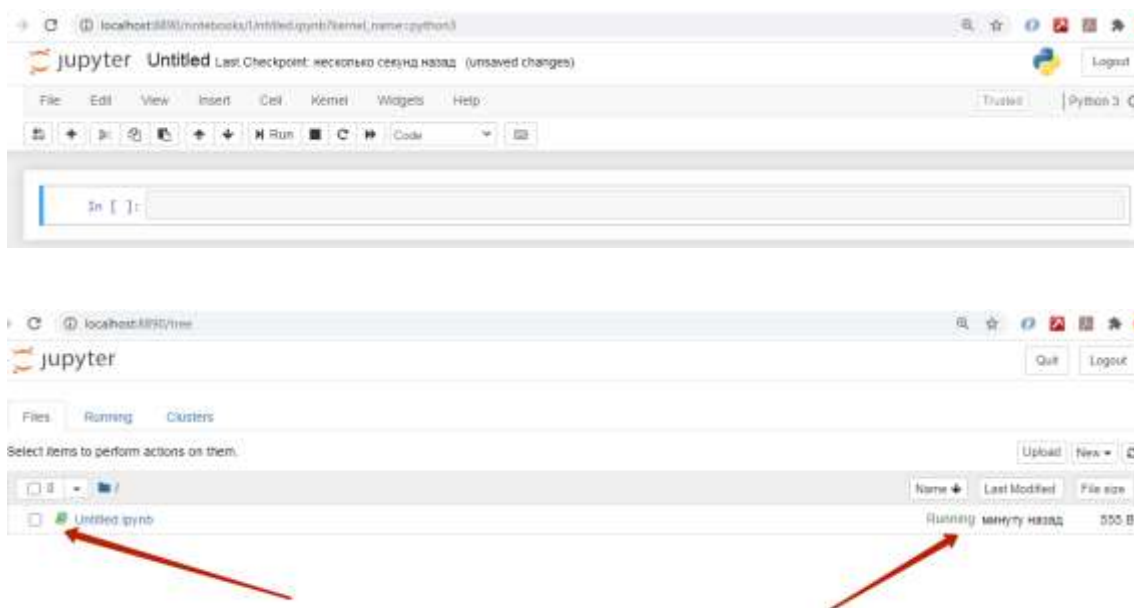 localhost:8890/notebooks/Untitled.ipynb?kernel_name=python3
jupyter Untitled Last Checkpoint: несколько секунд назад (unsaved changes)
Logout
File Edit View Insert Cell Kernel Widgets Help
Trusted Python 3
Run Code
In [ ]:
localhost:8890/tree
jupyter
Quit Logout
Files Running Clusters
Select items to perform actions on them.
Upload New
0 / Name Last Modified File size
Untitled.ipynb Running минуту назад 555 B